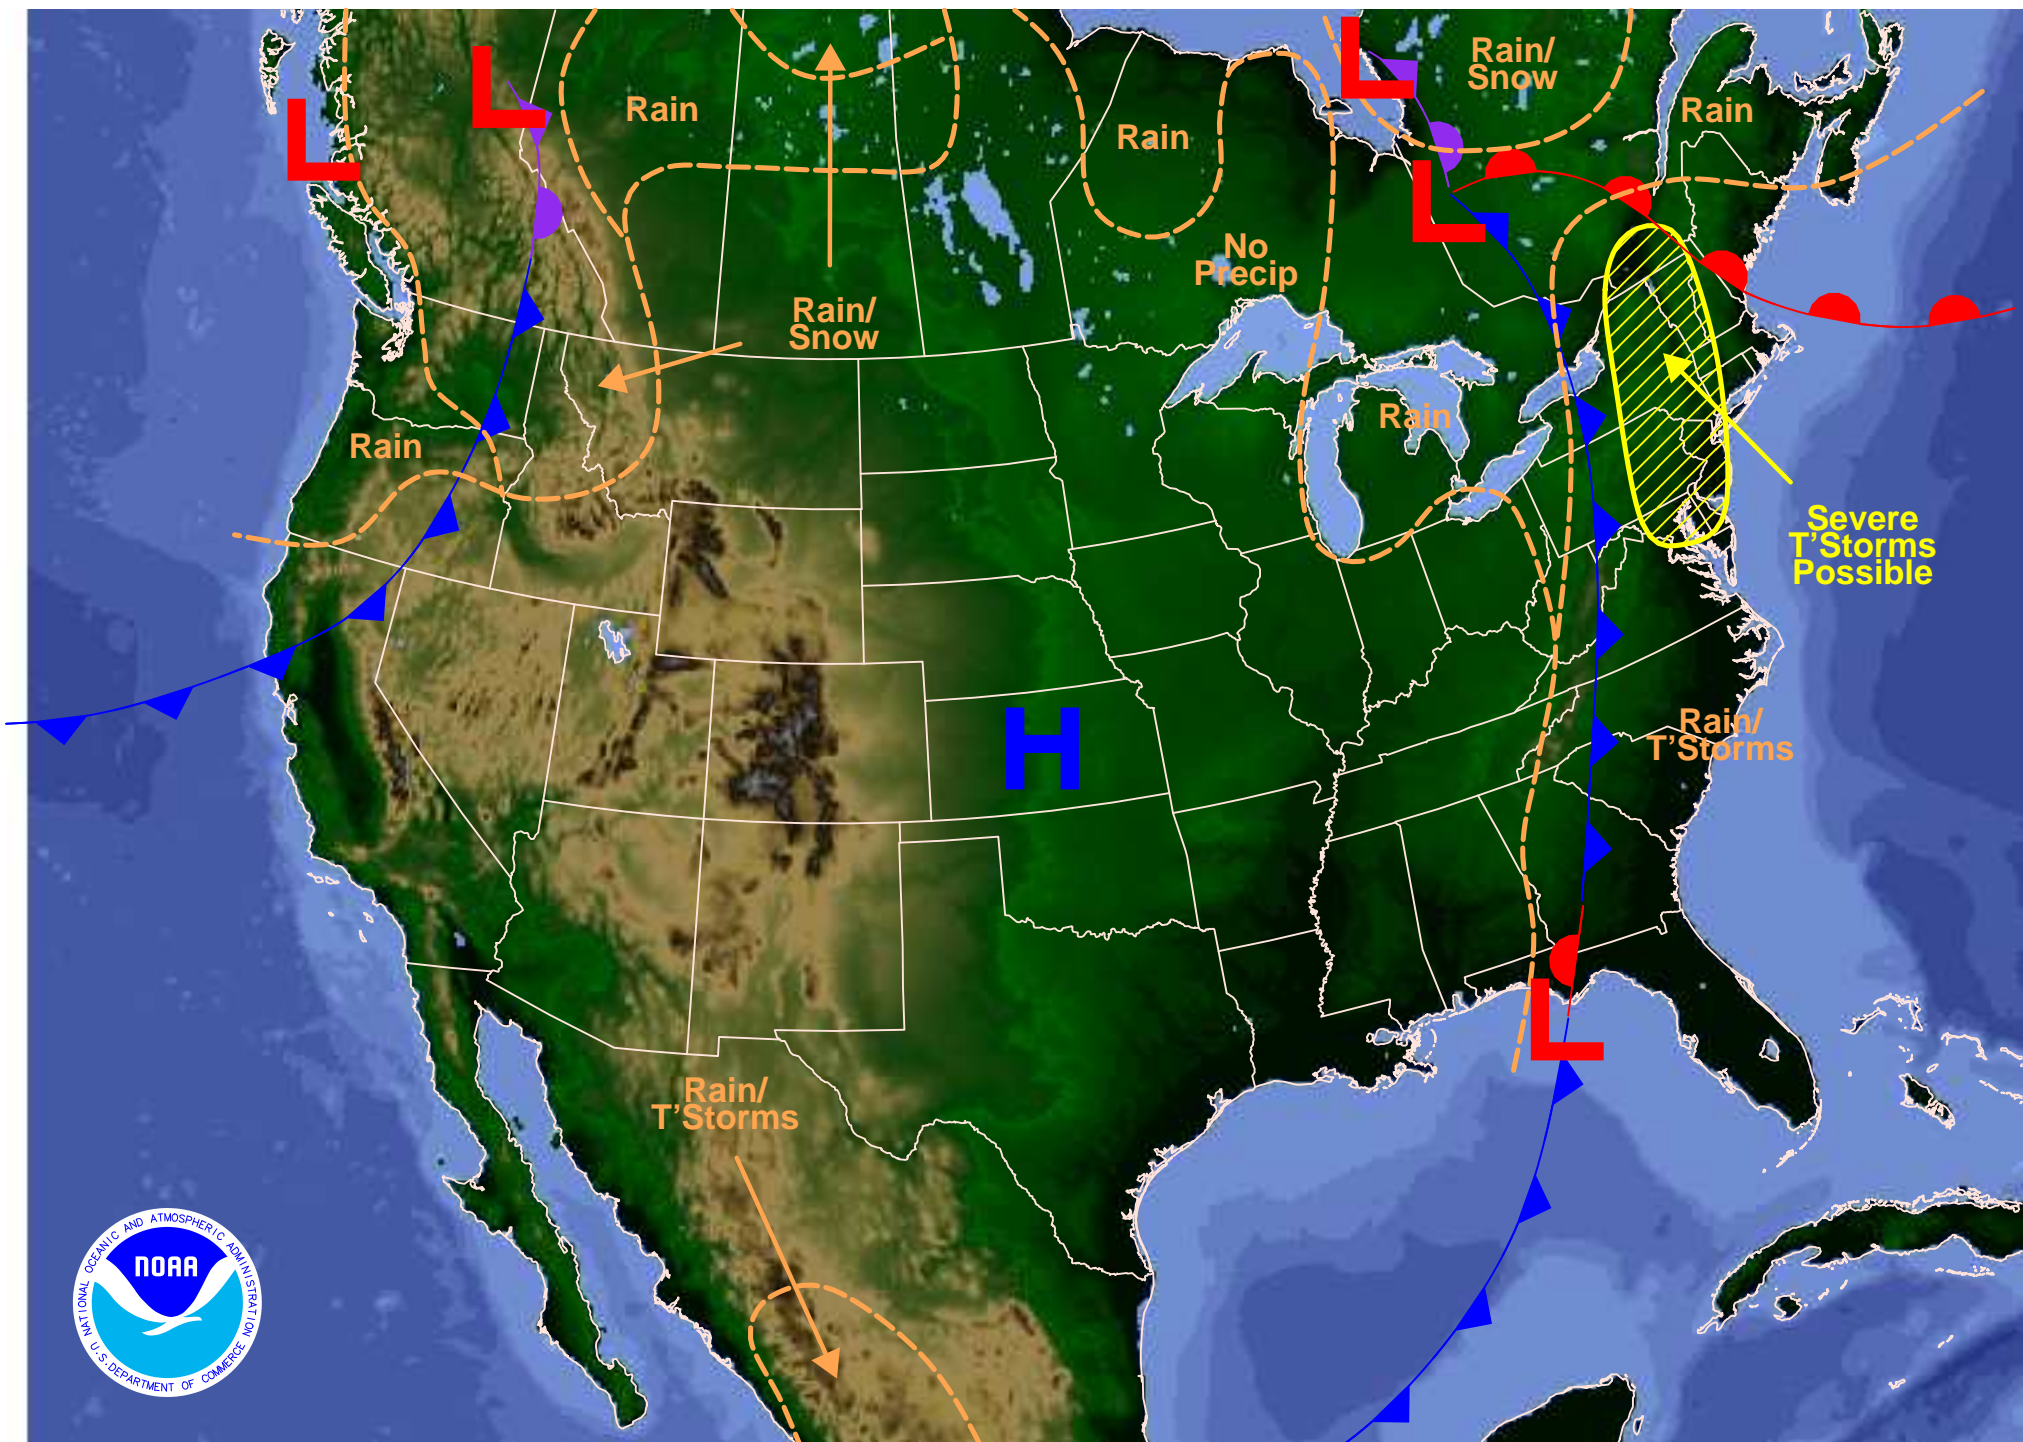 L
L
L
Rain/
Snow
Rain
Rain
Rain
L
No
Precip
Rain/
Snow
Rain
Rain
Severe
T'Storms
Possible
H
Rain/
T'Storms
L
Rain/
T'Storms
NATIONAL OCEANIC AND ATMOSPHERIC ADMINISTRATION
NOAA
U.S. DEPARTMENT OF COMMERCE